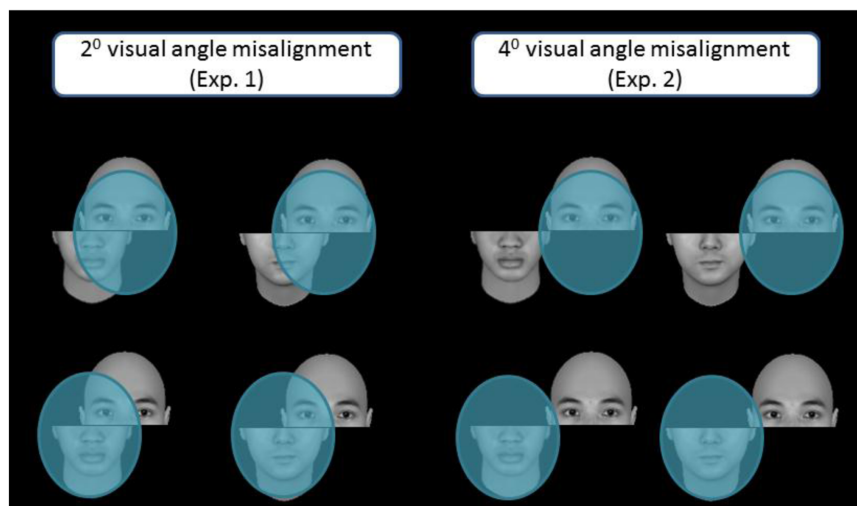 2⁰ visual angle misalignment
(Exp. 1)
4⁰ visual angle misalignment
(Exp. 2)